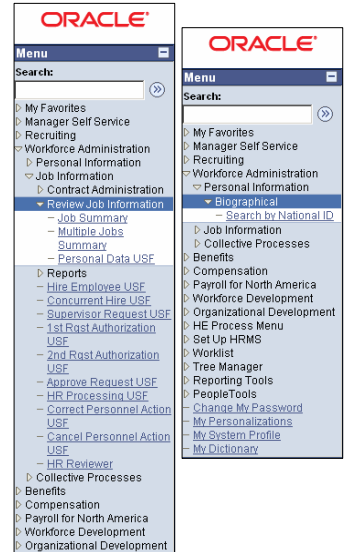 ORACLE
Menu
Search:
My Favorites
Manager Self Service
Recruiting
Workforce Administration
Personal Information
Job Information
Contract Administration
Review Job Information
– Job Summary
– Multiple Jobs
Summary
– Personal Data USF
Reports
– Hire Employee USF
– Concurrent Hire USF
– Supervisor Request USF
– 1st Rqst Authorization
USF
– 2nd Rqst Authorization
USF
– Approve Request USF
– HR Processing USF
– Correct Personnel Action
USF
– Cancel Personnel Action
USF
– HR Reviewer
Collective Processes
Benefits
Compensation
Payroll for North America
Workforce Development
Organizational Development
ORACLE
Menu
Search:
My Favorites
Manager Self Service
Recruiting
Workforce Administration
Personal Information
Biographical
– Search by National ID
Job Information
Collective Processes
Benefits
Compensation
Payroll for North America
Workforce Development
Organizational Development
HE Process Menu
Set Up HRMS
Worklist
Tree Manager
Reporting Tools
PeopleTools
– Change My Password
– My Personalizations
– My System Profile
– My Dictionary